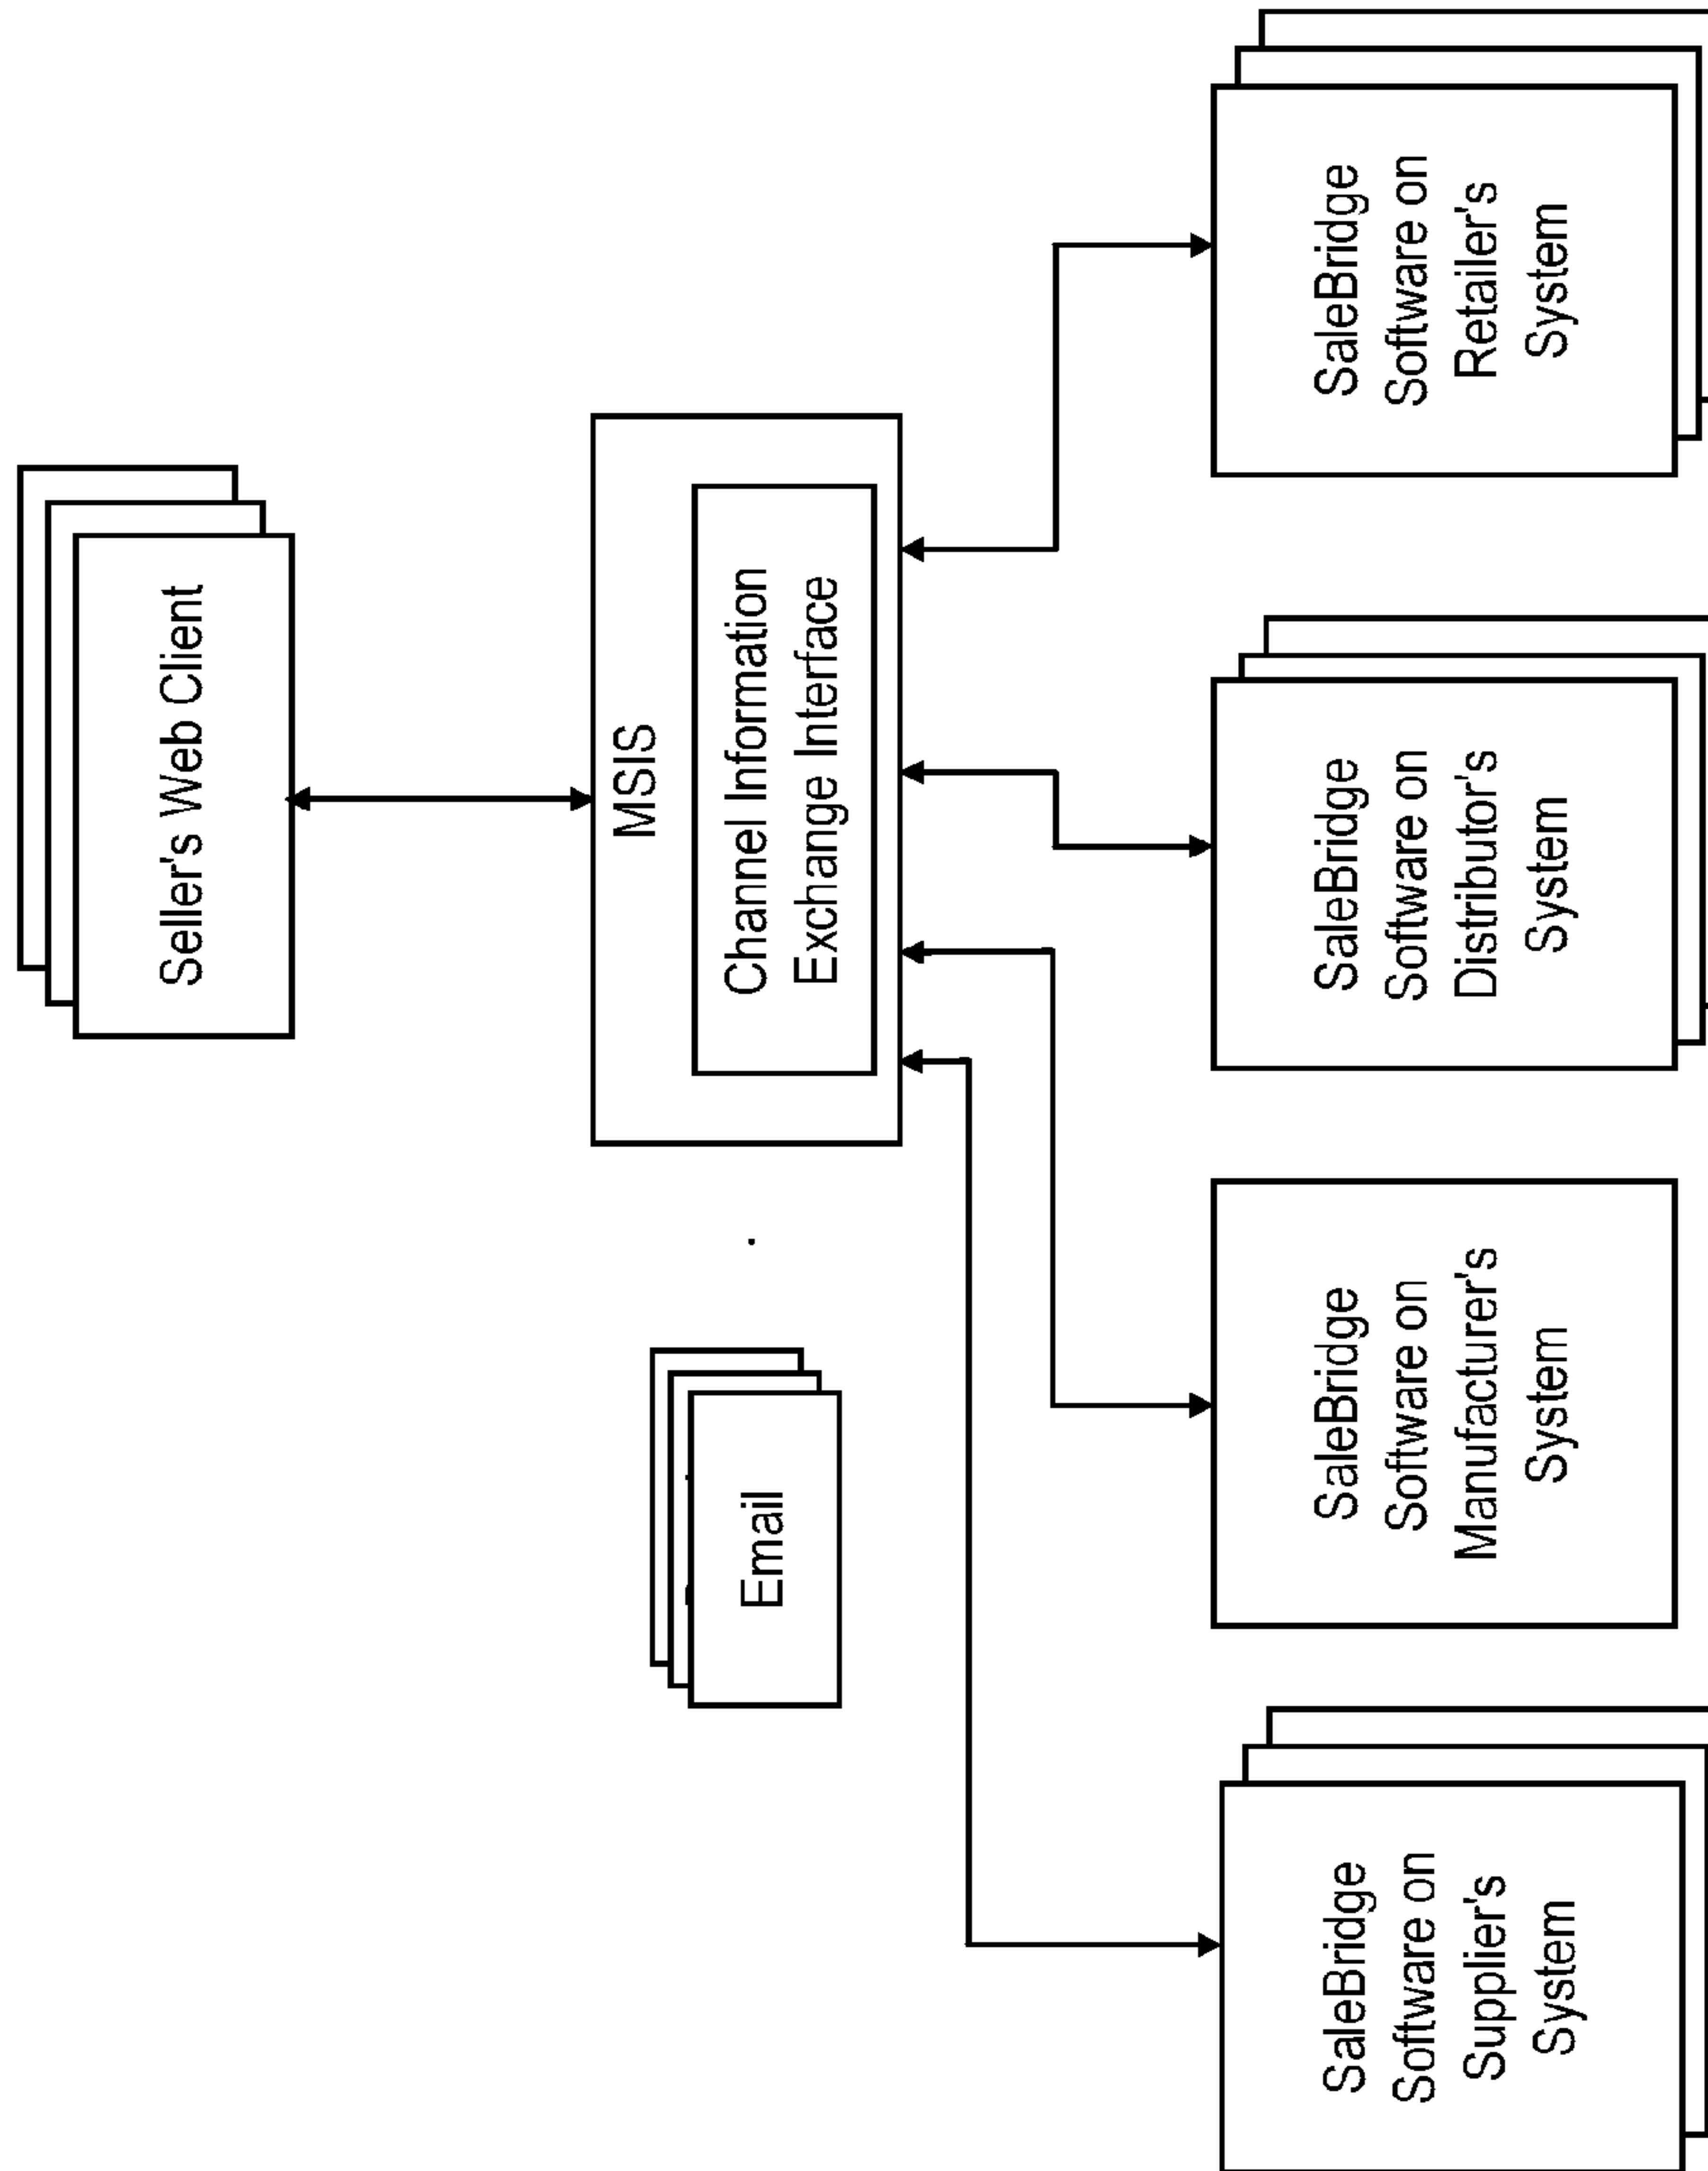 Seller's Web Client
MSIS
Channel Information
Exchange Interface
Email
SaleBridge
Software on
Supplier's
System
SaleBridge
Software on
Manufacturer's
System
SaleBridge
Software on
Distributor's
System
SaleBridge
Software on
Retailer's
System